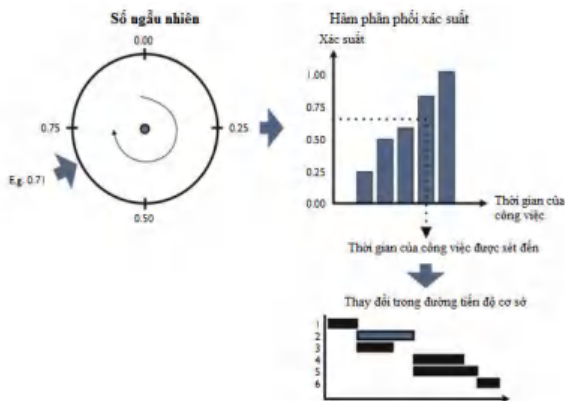 Số ngẫu nhiên
0.00
0.75
0.25
E.g. 0.71
0.50
Hàm phân phối xác suất
Xác suất
1.00
0.75
0.50
0.25
0.00
Thời gian của
công việc
Thời gian của công việc được xét đến
Thay đổi trong đường tiến độ cơ sở
1
2
3
4
5
6